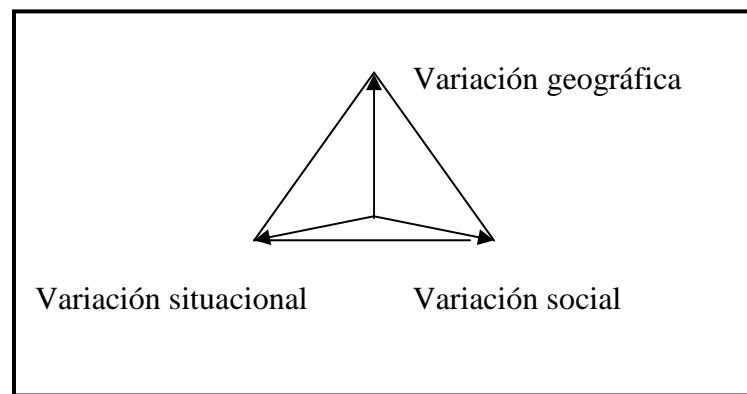 Variación geográfica
Variación situacional
Variación social